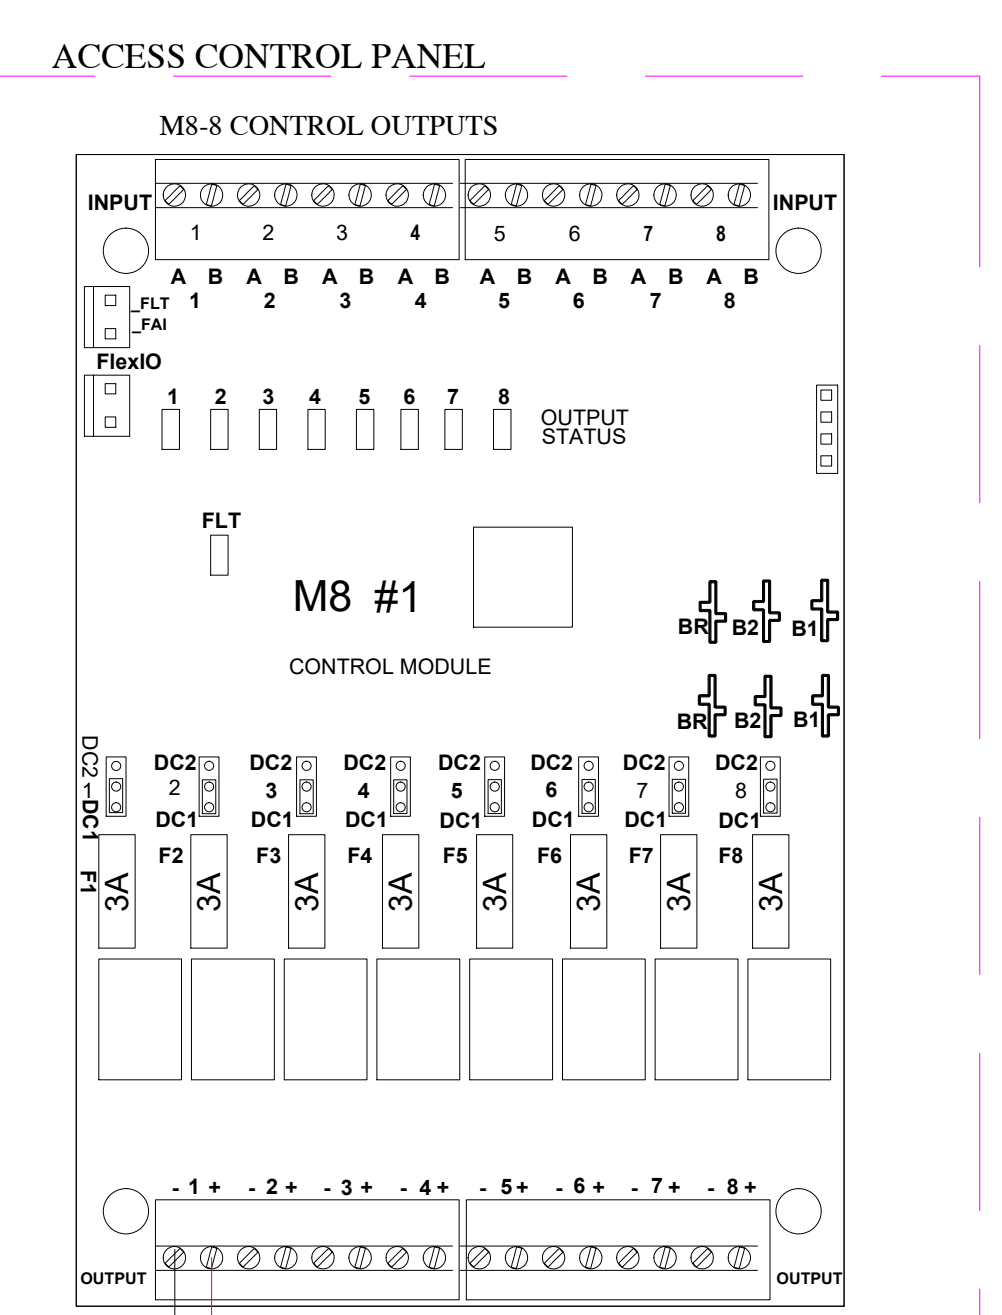 ACCESS CONTROL PANEL
M8-8 CONTROL OUTPUTS
INPUT INPUT
1 2 3 4 5 6 7 8
A B A B A B A B A B A B A B A B
1 2 3 4 5 6 7 8
_FLT
_FAI
FlexIO
1 2 3 4 5 6 7 8
OUTPUT
STATUS
FLT
M8 #1
BR B2 B1
CONTROL MODULE
BR B2 B1
DC2 DC2 DC2 DC2 DC2 DC2 DC2 DC2
2 3 4 5 6 7 8
DC1 DC1 DC1 DC1 DC1 DC1 DC1 DC1
F1 F2 F3 F4 F5 F6 F7 F8
3A 3A 3A 3A 3A 3A 3A 3A
- 1 + - 2 + - 3 + - 4 + - 5+ - 6 + - 7 + - 8 +
OUTPUT OUTPUT